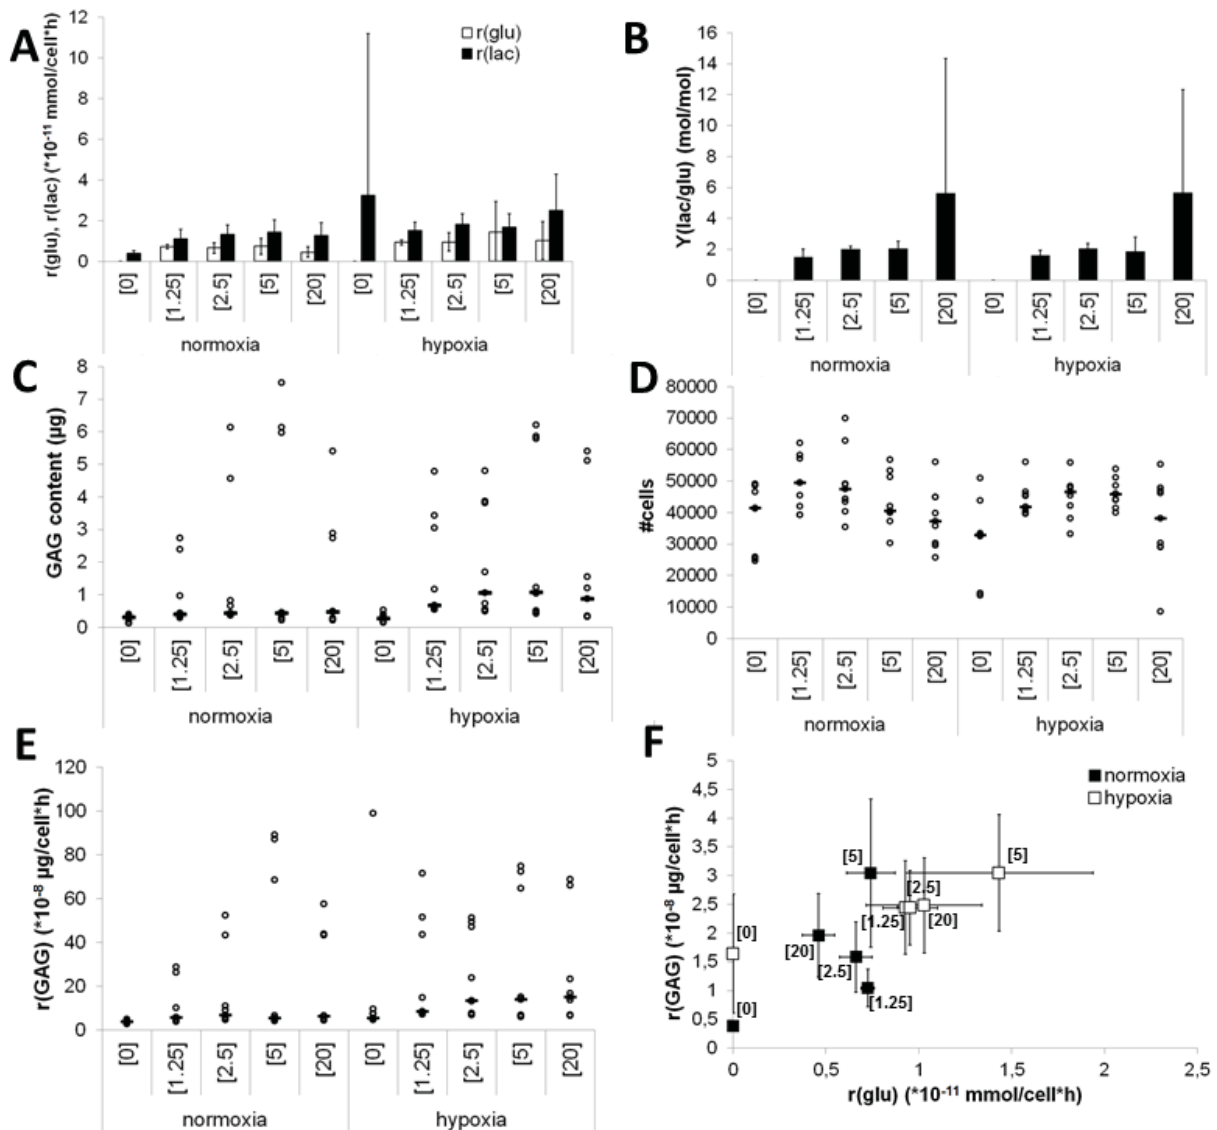 A
r(glu), r(lac) (*10⁻¹¹ mmol/cell*h)
12
10
8
6
4
2
0
r(glu)
r(lac)
[0] [1.25] [2.5] [5] [20] [0] [1.25] [2.5] [5] [20]
normoxia hypoxia
B
Y(lac/glu) (mol/mol)
16
14
12
10
8
6
4
2
0
[0] [1.25] [2.5] [5] [20] [0] [1.25] [2.5] [5] [20]
normoxia hypoxia
C
GAG content (µg)
8
7
6
5
4
3
2
1
0
[0] [1.25] [2.5] [5] [20] [0] [1.25] [2.5] [5] [20]
normoxia hypoxia
D
#cells
80000
70000
60000
50000
40000
30000
20000
10000
0
[0] [1.25] [2.5] [5] [20] [0] [1.25] [2.5] [5] [20]
normoxia hypoxia
E
r(GAG) (*10⁻⁸ µg/cell*h)
120
100
80
60
40
20
0
[0] [1.25] [2.5] [5] [20] [0] [1.25] [2.5] [5] [20]
normoxia hypoxia
F
r(GAG) (*10⁻⁸ µg/cell*h)
5
4,5
4
3,5
3
2,5
2
1,5
1
0,5
0
normoxia
hypoxia
[5] [5]
[2.5]
[1.25] [20]
[0]
[20]
[2.5]
[1.25]
[0]
0 0,5 1 1,5 2 2,5
r(glu) (*10⁻¹¹ mmol/cell*h)